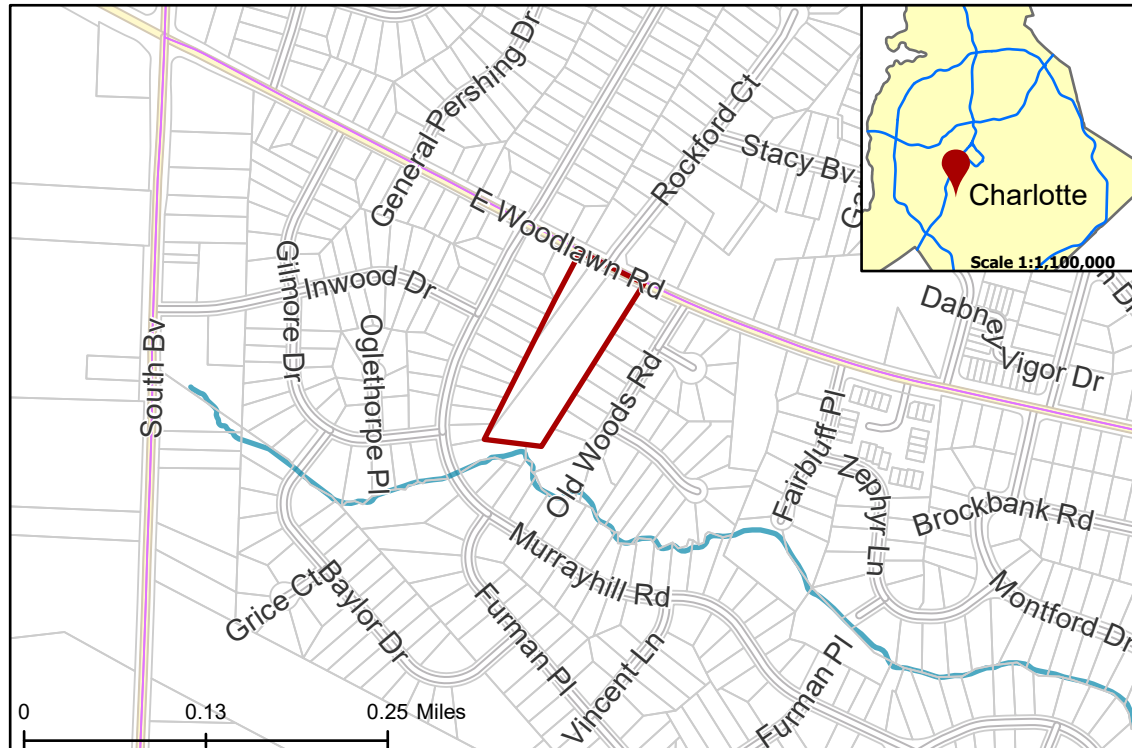 General Pershing Dr
Rockford Ct
Stacy Bv
Charlotte
Scale 1:1,100,000
E Woodlawn Rd
Gilmore Dr
Inwood Dr
Oglethorpe Pl
South Bv
Dabney Vigor Dr
Old Woods Rd
Fairbluff Pl
Zephyr Ln
Brockbank Rd
Murrayhill Rd
Montford Dr
Grice Ct
Baylor Dr
Furman Pl
Vincent Ln
Furman Pl
0
0.13
0.25 Miles